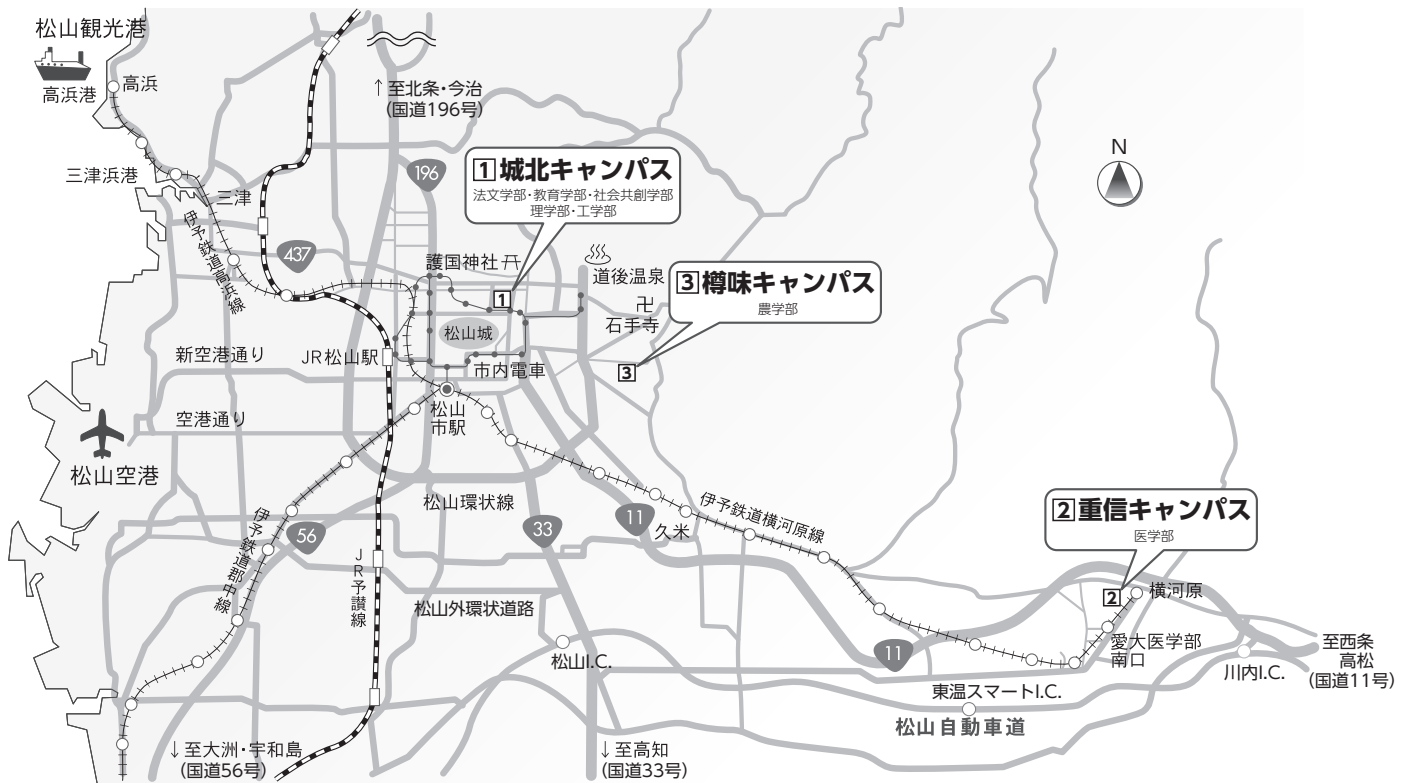 松山観光港
高浜港
高浜
三津浜港
三津
伊予鉄道高浜線
↑至北条・今治
(国道196号)
196
437
1城北キャンパス
法文学部・教育学部・社会共創学部
理学部・工学部
N
護国神社
道後温泉
卍
石手寺
1
松山城
3樽味キャンパス
農学部
3
新空港通り
JR松山駅
市内電車
空港通り
松山
市駅
松山空港
松山環状線
伊予鉄道郡中線
56
33
11
久米
伊予鉄道横河原線
JR予讃線
松山外環状道路
松山I.C.
2重信キャンパス
医学部
2
横河原
愛大医学部
南口
11
東温スマートI.C.
松山自動車道
川内I.C.
至西条
高松
(国道11号)
↓至大洲・宇和島
(国道56号)
↓至高知
(国道33号)